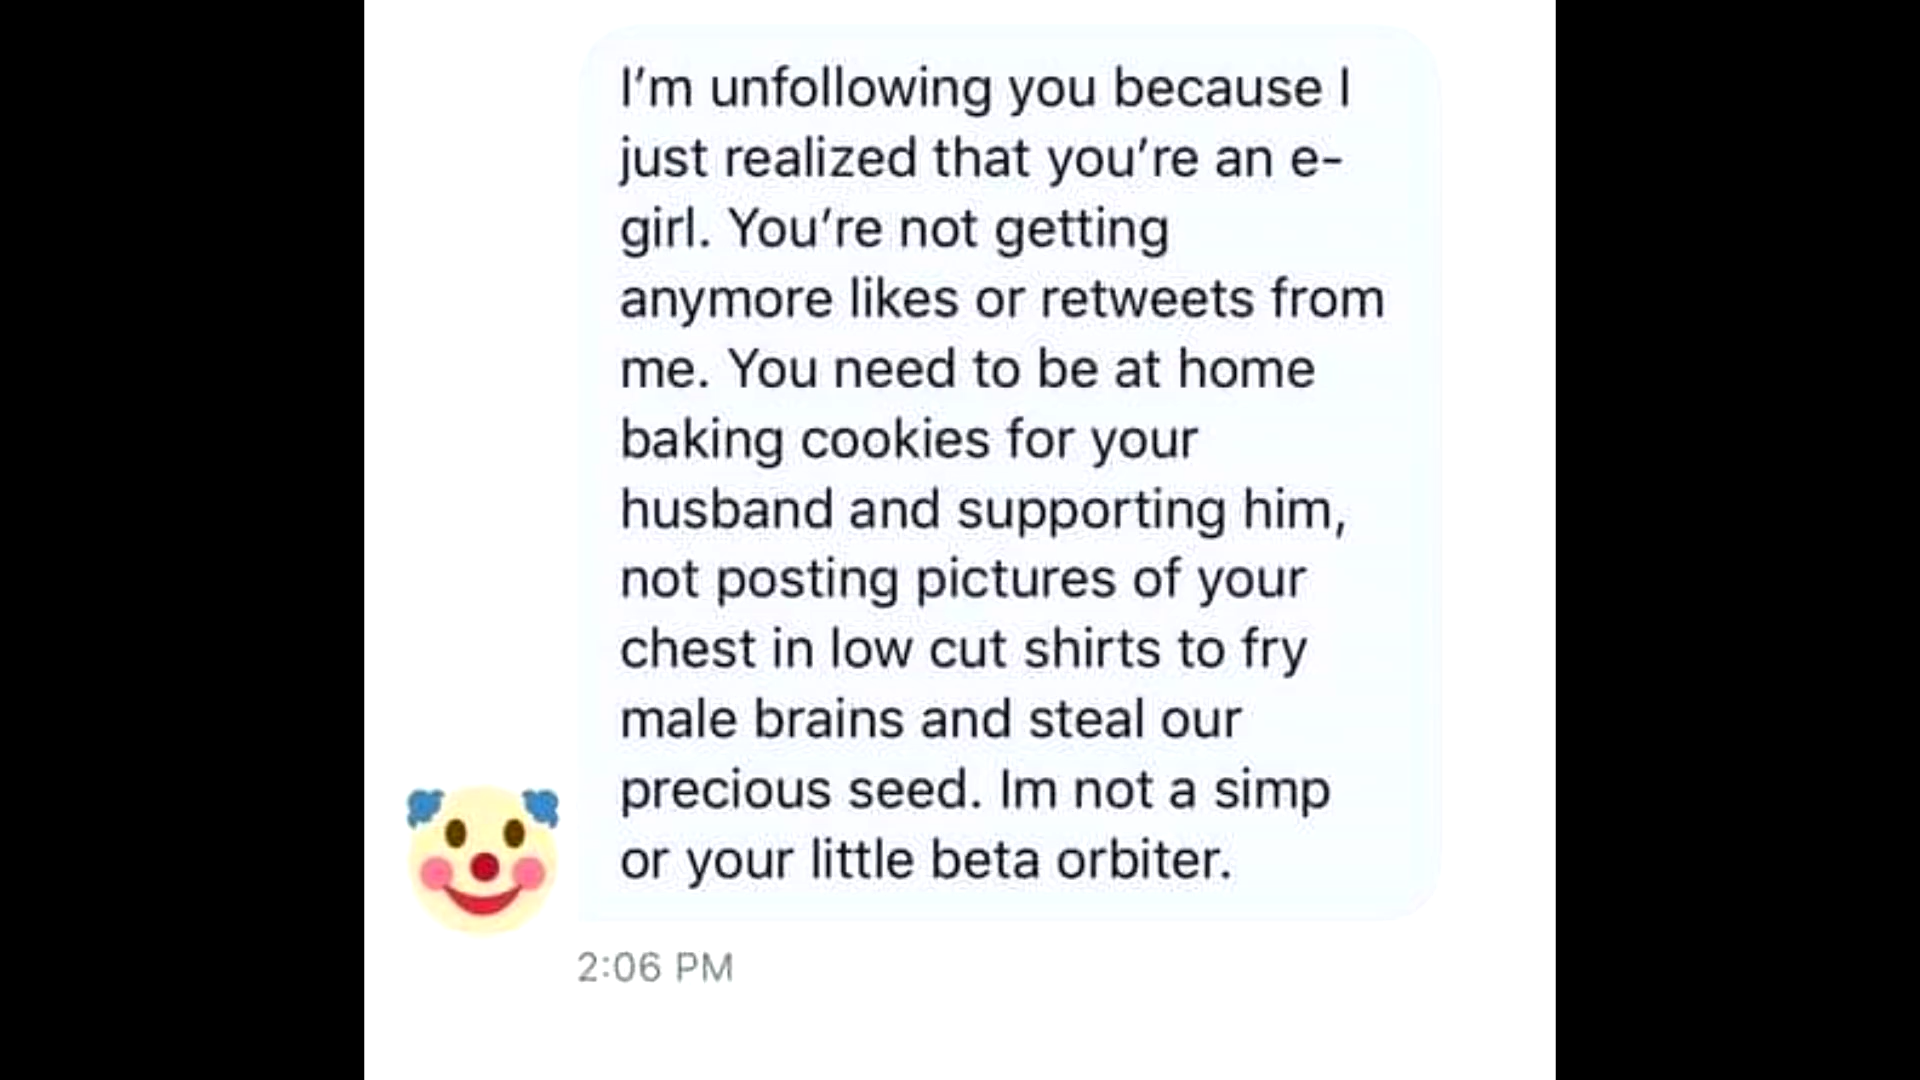 I’m unfollowing you because I
just realized that you’re an e-
girl. You’re not getting
anymore likes or retweets from
me. You need to be at home
baking cookies for your
husband and supporting him,
not posting pictures of your
chest in low cut shirts to fry
male brains and steal our
precious seed. Im not a simp
or your little beta orbiter.
2:06 PM